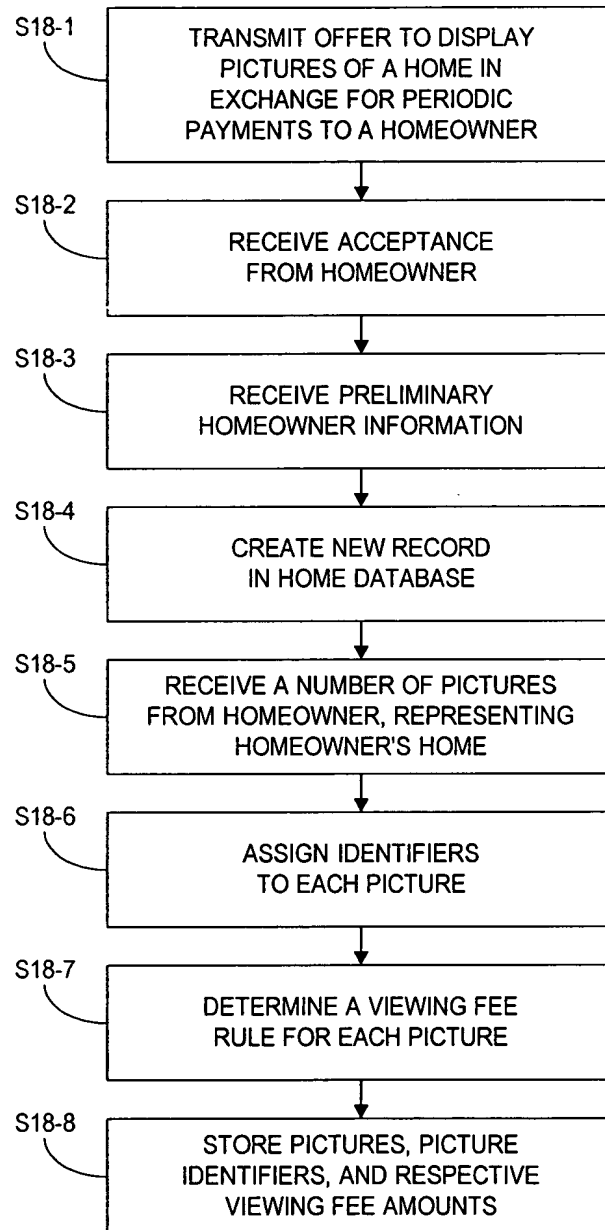 S18-1
TRANSMIT OFFER TO DISPLAY
PICTURES OF A HOME IN
EXCHANGE FOR PERIODIC
PAYMENTS TO A HOMEOWNER
S18-2
RECEIVE ACCEPTANCE
FROM HOMEOWNER
S18-3
RECEIVE PRELIMINARY
HOMEOWNER INFORMATION
S18-4
CREATE NEW RECORD
IN HOME DATABASE
S18-5
RECEIVE A NUMBER OF PICTURES
FROM HOMEOWNER, REPRESENTING
HOMEOWNER'S HOME
S18-6
ASSIGN IDENTIFIERS
TO EACH PICTURE
S18-7
DETERMINE A VIEWING FEE
RULE FOR EACH PICTURE
S18-8
STORE PICTURES, PICTURE
IDENTIFIERS, AND RESPECTIVE
VIEWING FEE AMOUNTS